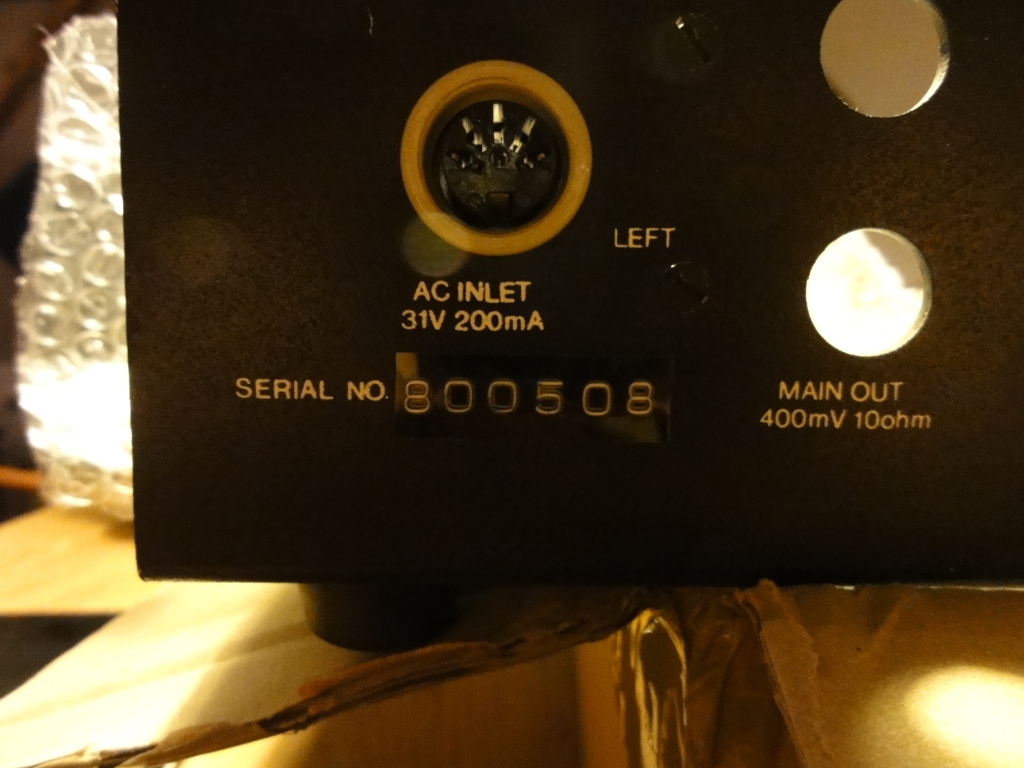 LEFT
AC INLET
31V 200mA
SERIAL NO. 800508
MAIN OUT
400mV 10ohm